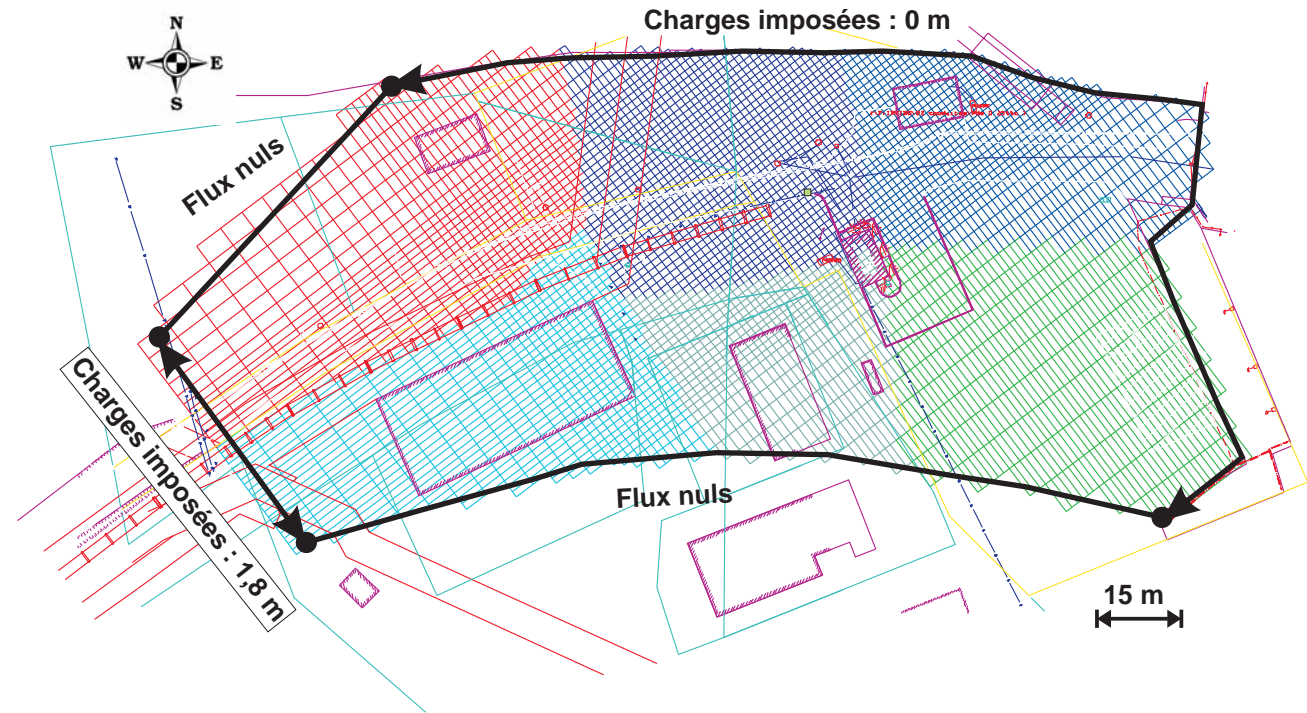 Charges imposées : 0 m
N
W E
S
Flux nuls
Charges imposées : 1,8 m
Flux nuls
15 m